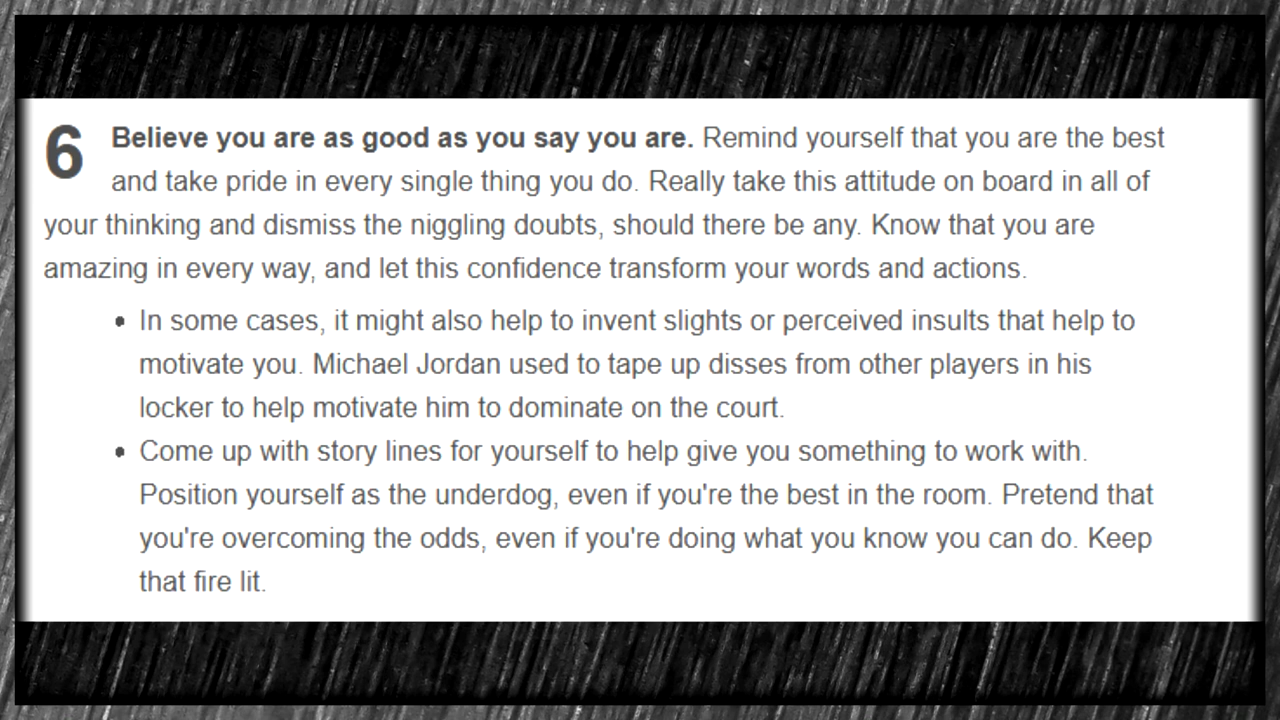 6 Believe you are as good as you say you are. Remind yourself that you are the best
and take pride in every single thing you do. Really take this attitude on board in all of
your thinking and dismiss the niggling doubts, should there be any. Know that you are
amazing in every way, and let this confidence transform your words and actions.
• In some cases, it might also help to invent slights or perceived insults that help to
motivate you. Michael Jordan used to tape up disses from other players in his
locker to help motivate him to dominate on the court.
• Come up with story lines for yourself to help give you something to work with.
Position yourself as the underdog, even if you're the best in the room. Pretend that
you're overcoming the odds, even if you're doing what you know you can do. Keep
that fire lit.